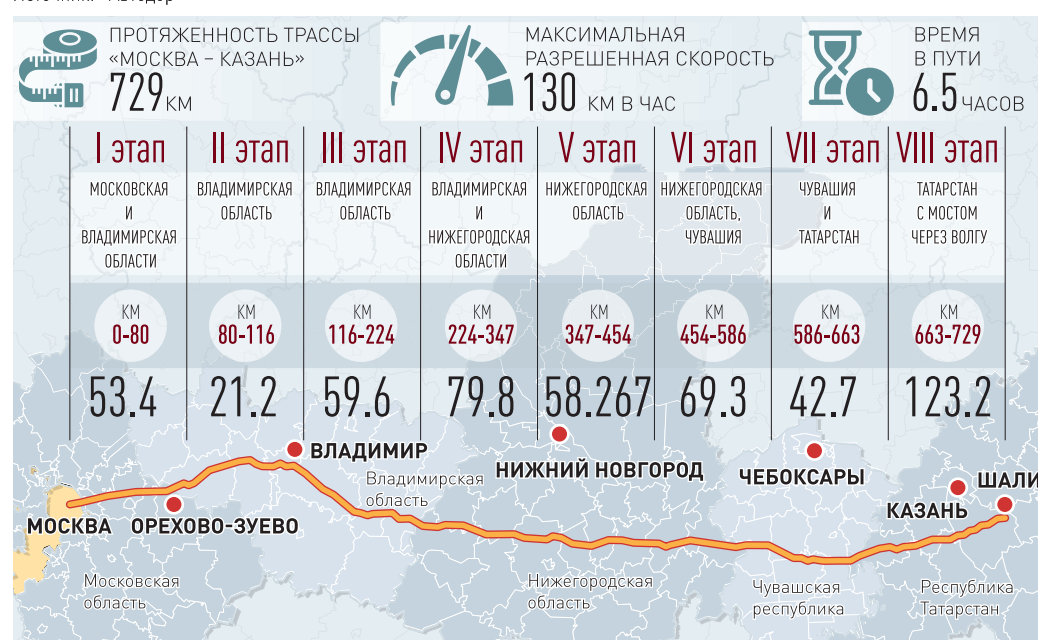 ПРОТЯЖЕННОСТЬ ТРАССЫ
«МОСКВА – КАЗАНЬ»
729 КМ
МАКСИМАЛЬНАЯ
РАЗРЕШЕННАЯ СКОРОСТЬ
130 КМ В ЧАС
ВРЕМЯ
В ПУТИ
6.5 ЧАСОВ
I этап
МОСКОВСКАЯ
И
ВЛАДИМИРСКАЯ
ОБЛАСТИ
КМ
0-80
53.4
II этап
ВЛАДИМИРСКАЯ
ОБЛАСТЬ
КМ
80-116
21.2
III этап
ВЛАДИМИРСКАЯ
ОБЛАСТЬ
КМ
116-224
59.6
IV этап
ВЛАДИМИРСКАЯ
И
НИЖЕГОРОДСКАЯ
ОБЛАСТИ
КМ
224-347
79.8
V этап
НИЖЕГОРОДСКАЯ
ОБЛАСТЬ
КМ
347-454
58.267
VI этап
НИЖЕГОРОДСКАЯ
ОБЛАСТЬ,
ЧУВАШИЯ
КМ
454-586
69.3
VII этап
ЧУВАШИЯ
И
ТАТАРСТАН
КМ
586-663
42.7
VIII этап
ТАТАРСТАН
С МОСТОМ
ЧЕРЕЗ ВОЛГУ
КМ
663-729
123.2
ВЛАДИМИР
НИЖНИЙ НОВГОРОД
ЧЕБОКСАРЫ
ШАЛИ
КАЗАНЬ
Владимирская
область
МОСКВА
ОРЕХОВО-ЗУЕВО
Московская
область
Нижегородская
область
Чувашская
республика
Республика
Татарстан